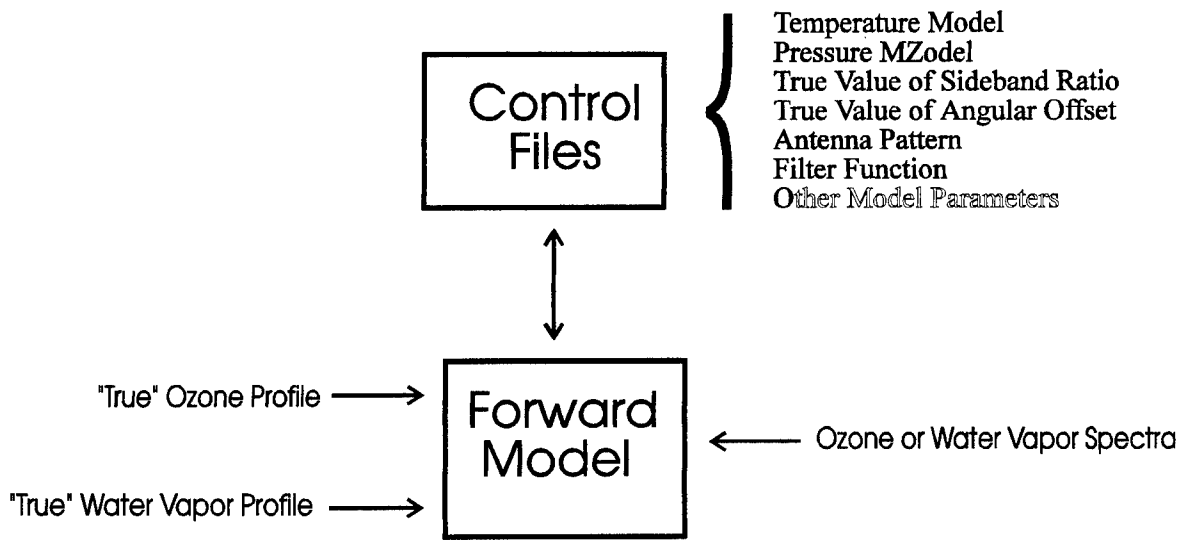 Control
Files
Temperature Model
Pressure MZodel
True Value of Sideband Ratio
True Value of Angular Offset
Antenna Pattern
Filter Function
Other Model Parameters
"True" Ozone Profile
Forward
Model
Ozone or Water Vapor Spectra
"True" Water Vapor Profile